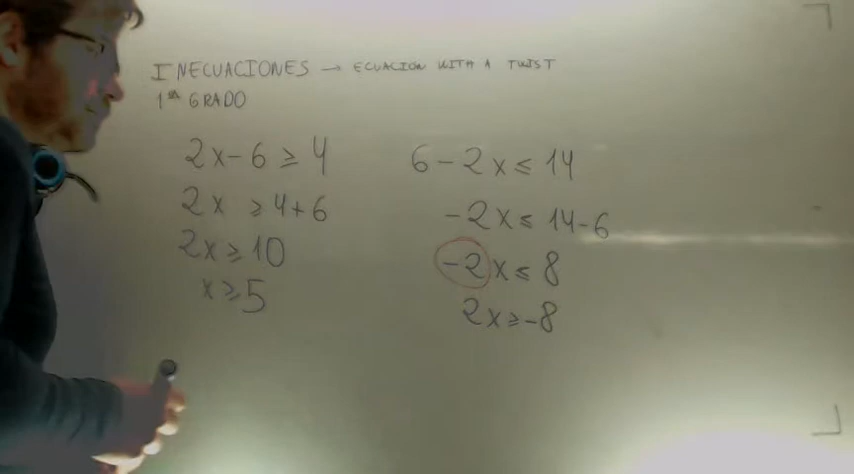 INECUACIONES → ECUACION WITH A TWIST
1er GRADO
2x-6 ≥ 4
2x ≥ 4+6
2x ≥ 10
x ≥ 5
6-2x ≤ 14
-2x ≤ 14-6
-2x ≤ 8
2x ≥ -8